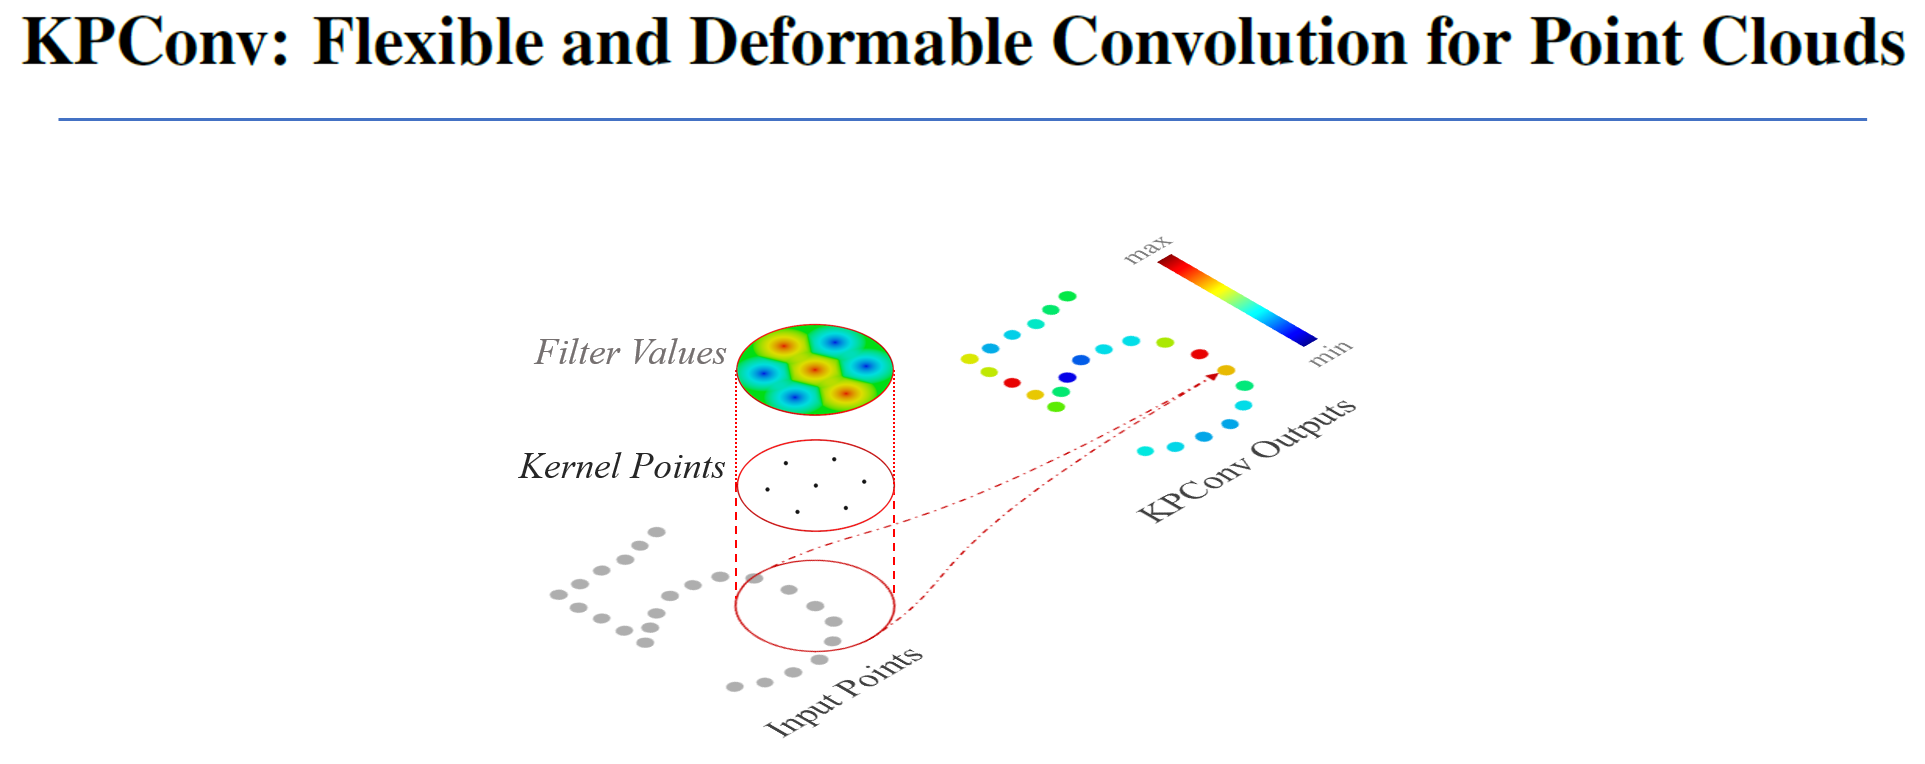 KPConv: Flexible and Deformable Convolution for Point Clouds
max
min
Filter Values
Kernel Points
KPConv Outputs
Input Points